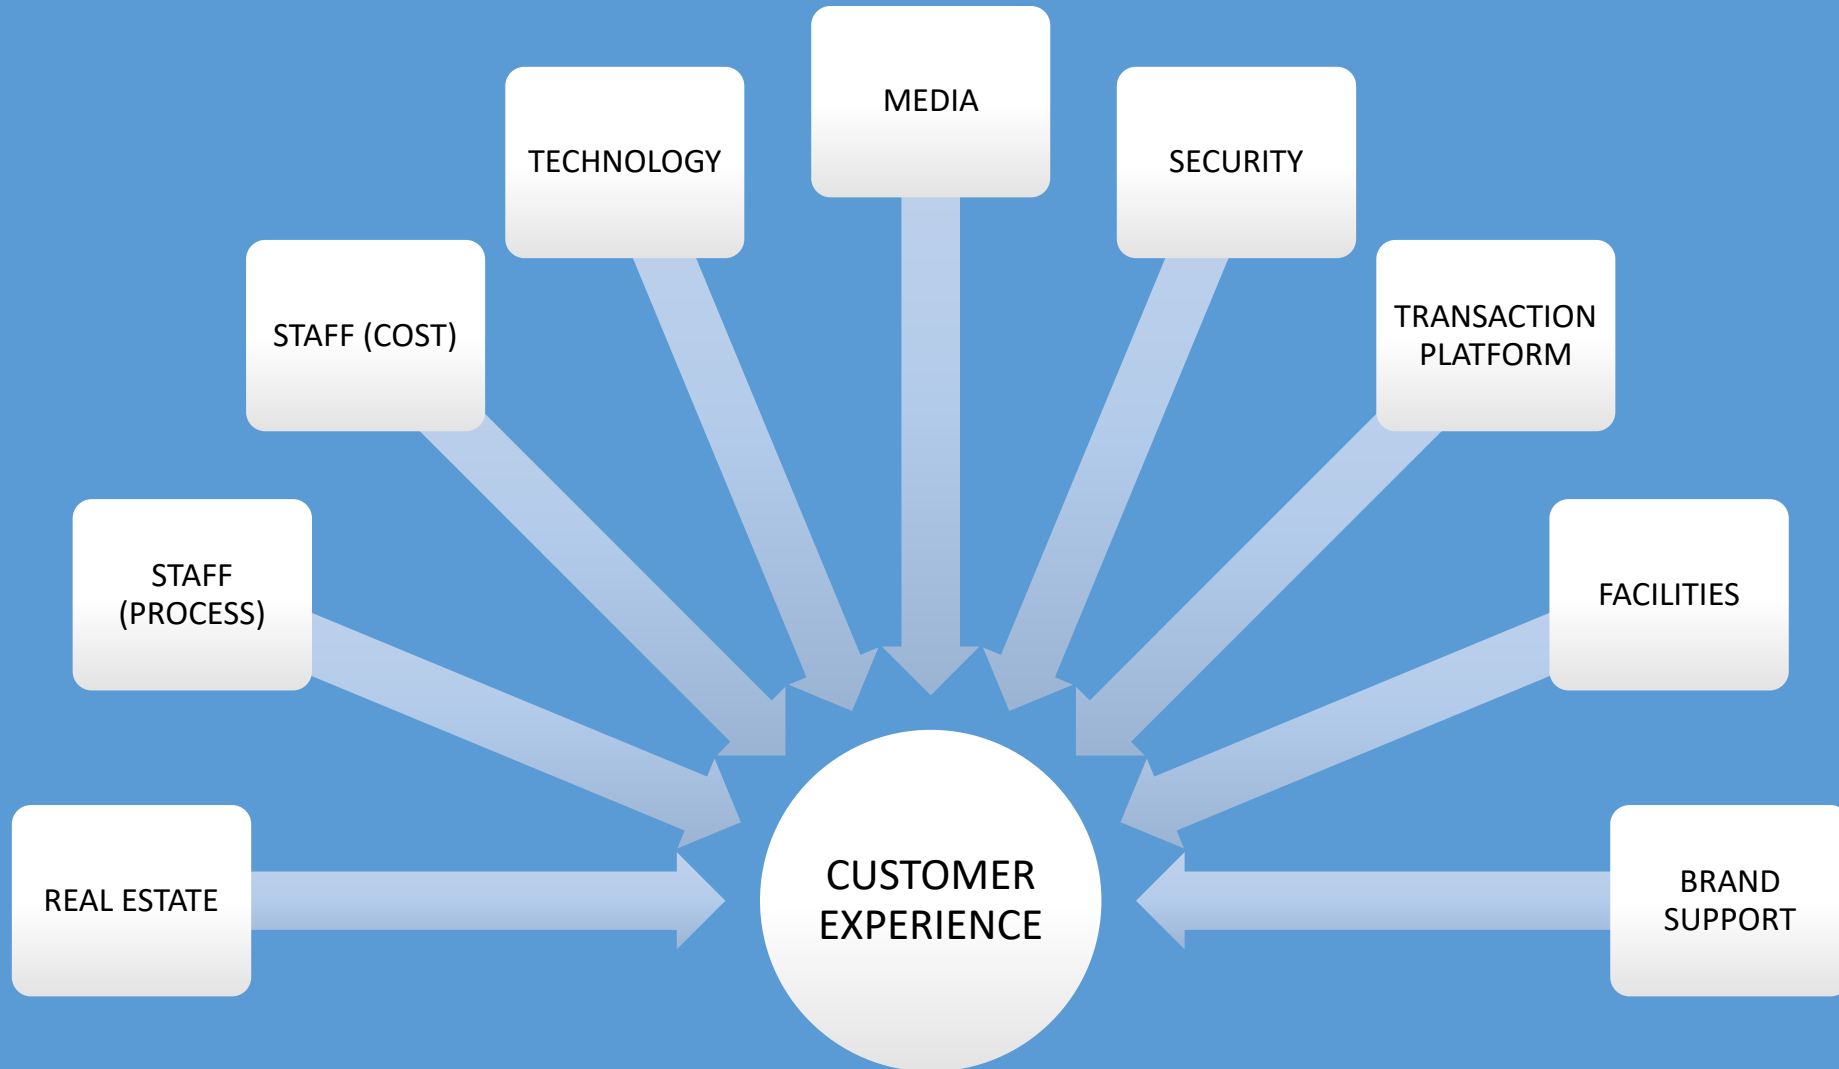 MEDIA
TECHNOLOGY
SECURITY
STAFF (COST)
TRANSACTION
PLATFORM
STAFF
(PROCESS)
FACILITIES
REAL ESTATE
CUSTOMER
EXPERIENCE
BRAND
SUPPORT